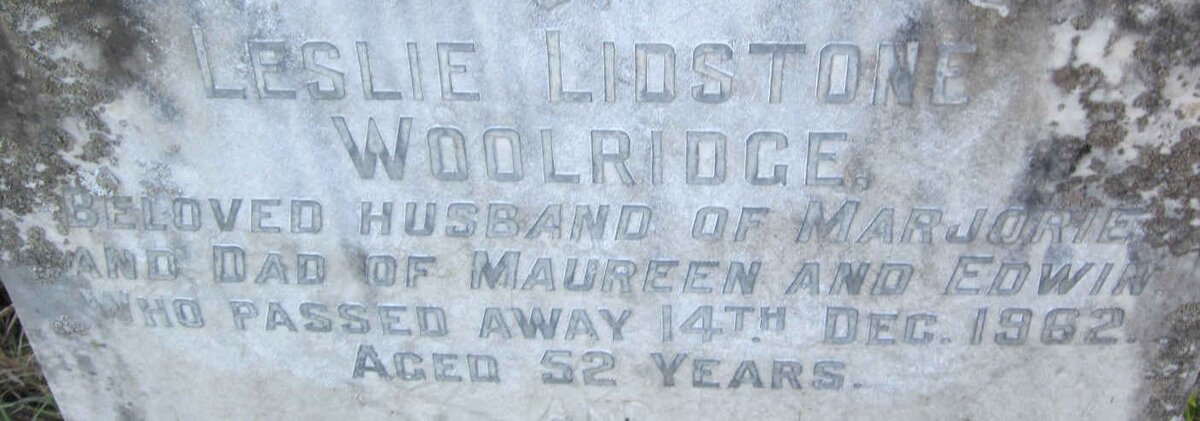 LESLIE LIDSTONE
WOOLRIDGE.
BELOVED HUSBAND OF MARJORIE
AND DAD OF MAUREEN AND EDWIN
WHO PASSED AWAY 14TH DEC. 1962.
AGED 52 YEARS.
AND